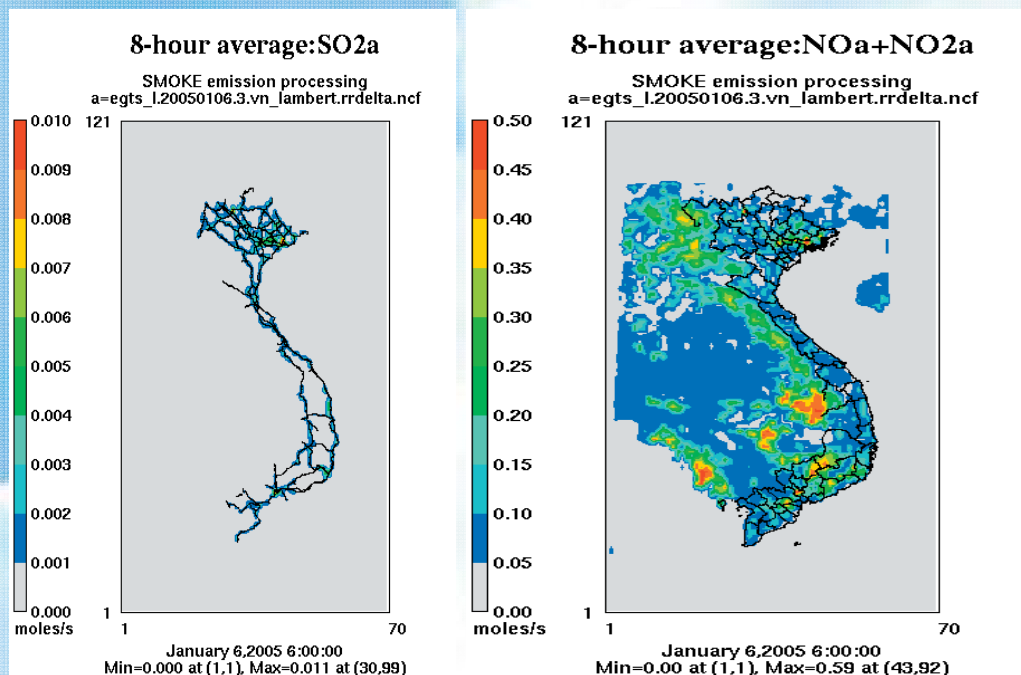 8-hour average:SO2a
SMOKE emission processing
a=egts_l.20050106.3.vn_lambert.rrdelta.ncf
0.010
0.009
0.008
0.007
0.006
0.005
0.004
0.003
0.002
0.001
0.000
moles/s
121
1
1
70
January 6,2005 6:00:00
Min=0.000 at (1,1), Max=0.011 at (30,99)
8-hour average:NOa+NO2a
SMOKE emission processing
a=egts_l.20050106.3.vn_lambert.rrdelta.ncf
0.50
0.45
0.40
0.35
0.30
0.25
0.20
0.15
0.10
0.05
0.00
moles/s
121
1
1
70
January 6,2005 6:00:00
Min=0.00 at (1,1), Max=0.59 at (43,92)